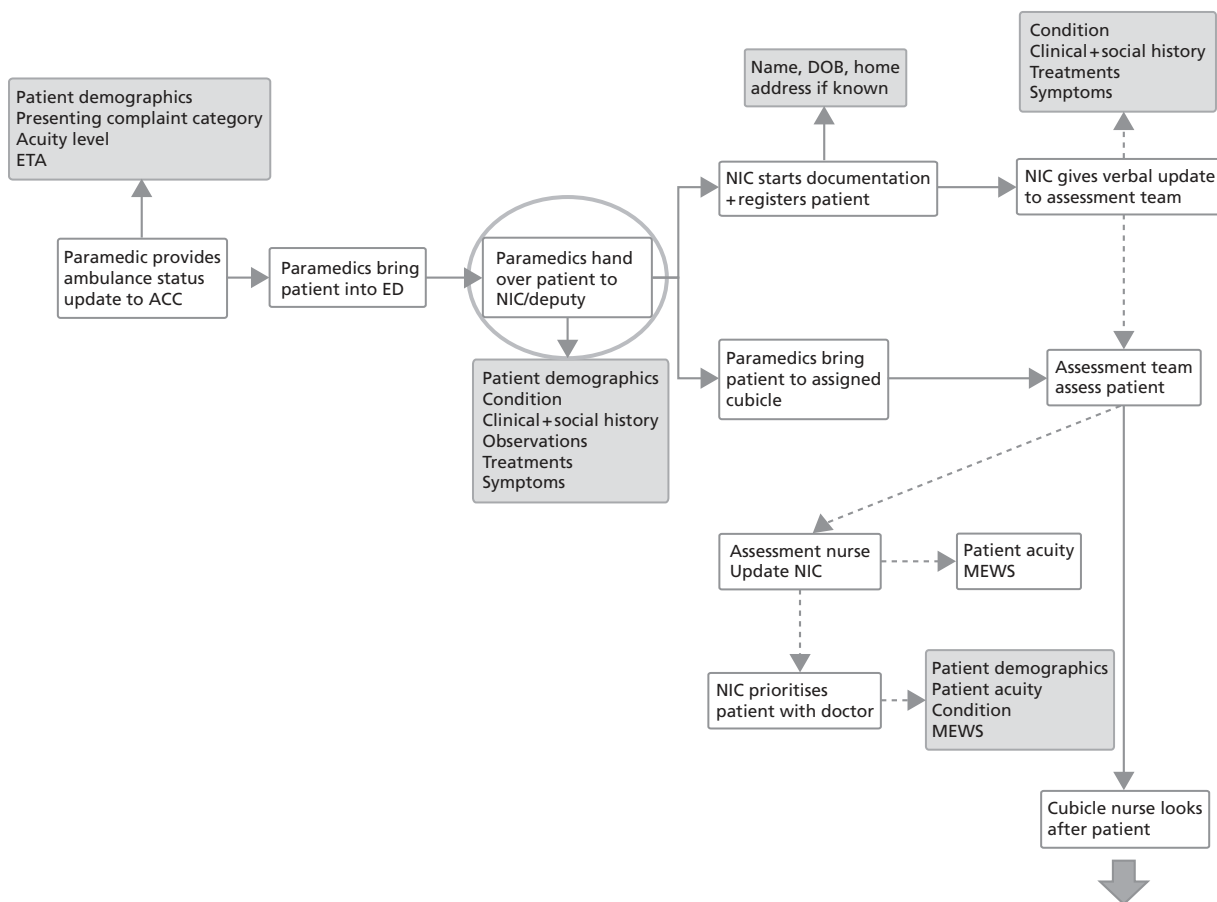 Patient demographics
Presenting complaint category
Acuity level
ETA
Paramedic provides
ambulance status
update to ACC
Paramedics bring
patient into ED
Paramedics hand
over patient to
NIC/deputy
Patient demographics
Condition
Clinical+social history
Observations
Treatments
Symptoms
Name, DOB, home
address if known
NIC starts documentation
+registers patient
Condition
Clinical+social history
Treatments
Symptoms
NIC gives verbal update
to assessment team
Paramedics bring
patient to assigned
cubicle
Assessment team
assess patient
Assessment nurse
Update NIC
Patient acuity
MEWS
NIC prioritises
patient with doctor
Patient demographics
Patient acuity
Condition
MEWS
Cubicle nurse looks
after patient